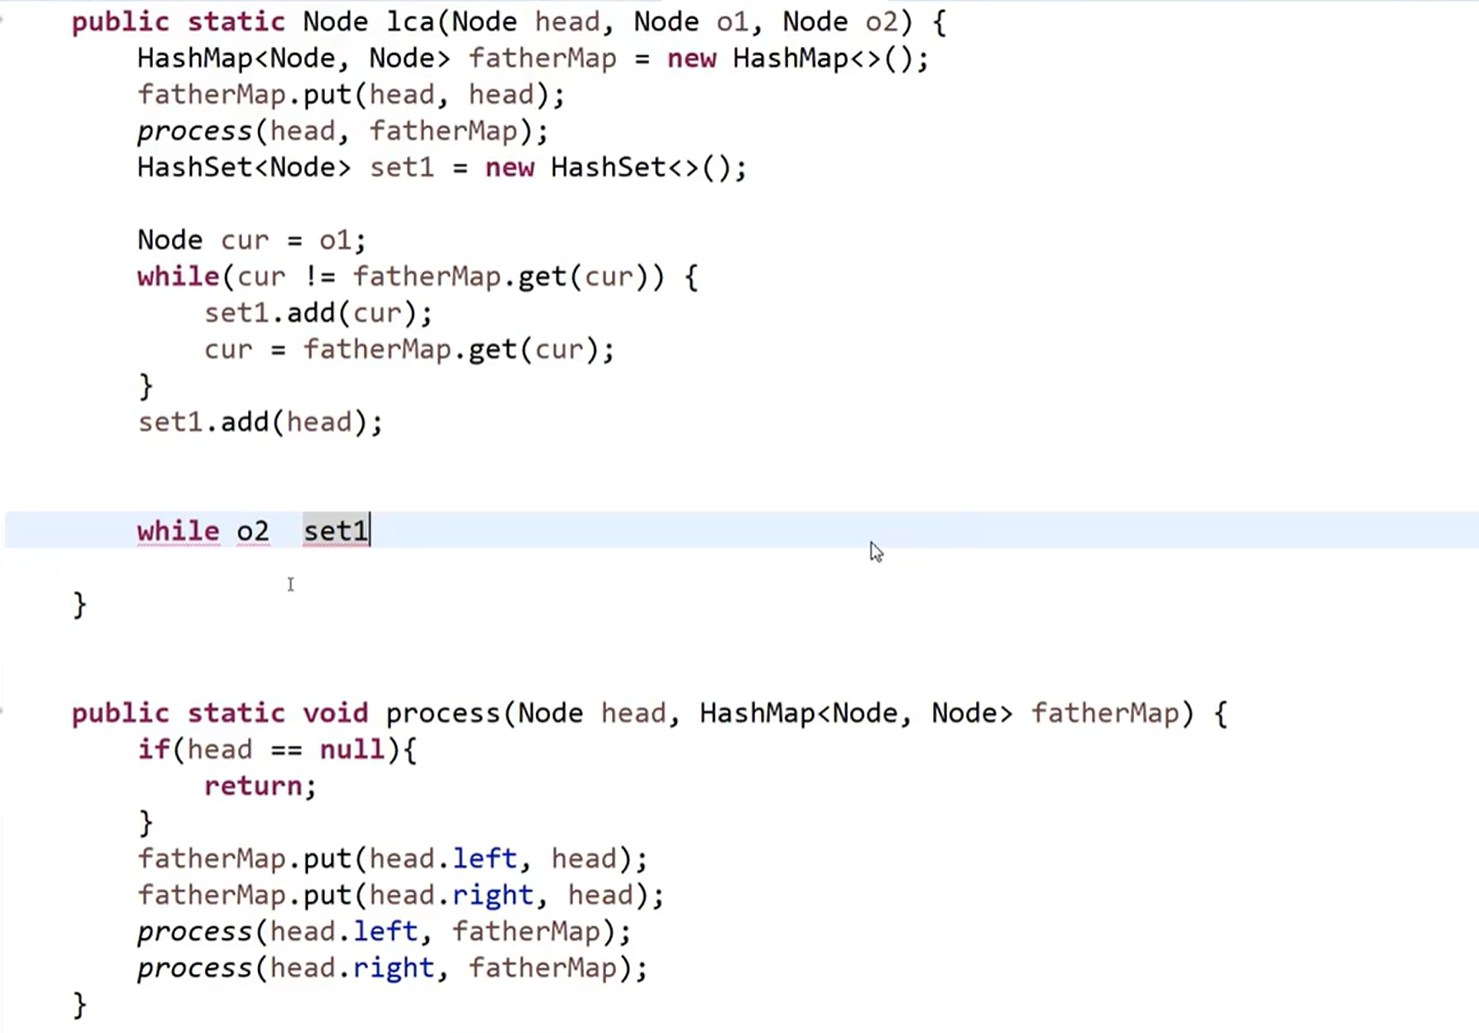 public static Node lca(Node head, Node o1, Node o2) {
HashMap<Node, Node> fatherMap = new HashMap<>();
fatherMap.put(head, head);
process(head, fatherMap);
HashSet<Node> set1 = new HashSet<>();
Node cur = o1;
while(cur != fatherMap.get(cur)) {
set1.add(cur);
cur = fatherMap.get(cur);
}
set1.add(head);
while o2  set1
}
public static void process(Node head, HashMap<Node, Node> fatherMap) {
if(head == null){
return;
}
fatherMap.put(head.left, head);
fatherMap.put(head.right, head);
process(head.left, fatherMap);
process(head.right, fatherMap);
}